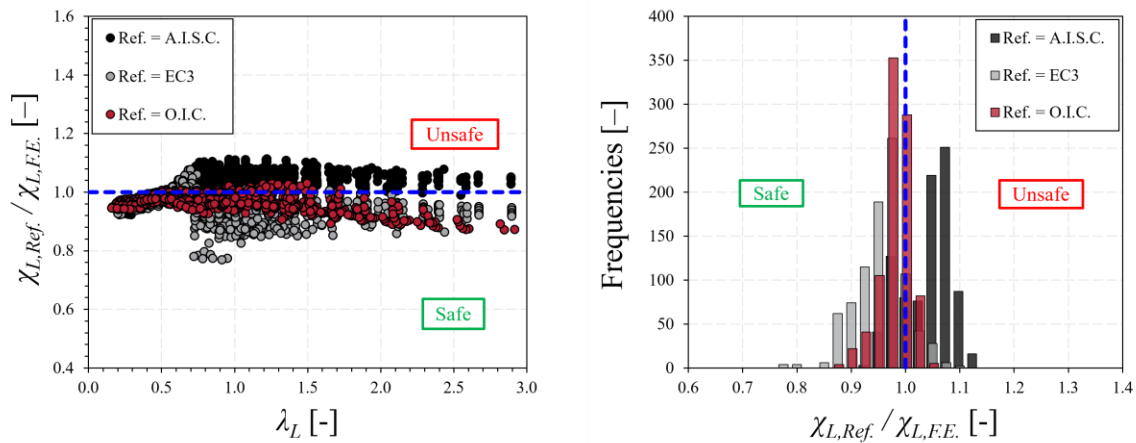 1.6
1.4
1.2
1.0
0.8
0.6
0.4
χL,Ref. / χL,F.E. [–]
Ref. = A.I.S.C.
Ref. = EC3
Ref. = O.I.C.
Unsafe
Safe
0.0 0.5 1.0 1.5 2.0 2.5 3.0
λL [-]
400
350
300
250
200
150
100
50
0
Frequencies [–]
Ref. = A.I.S.C.
Ref. = EC3
Ref. = O.I.C.
Safe
Unsafe
0.6 0.7 0.8 0.9 1.0 1.1 1.2 1.3 1.4
χL,Ref. / χL,F.E. [-]